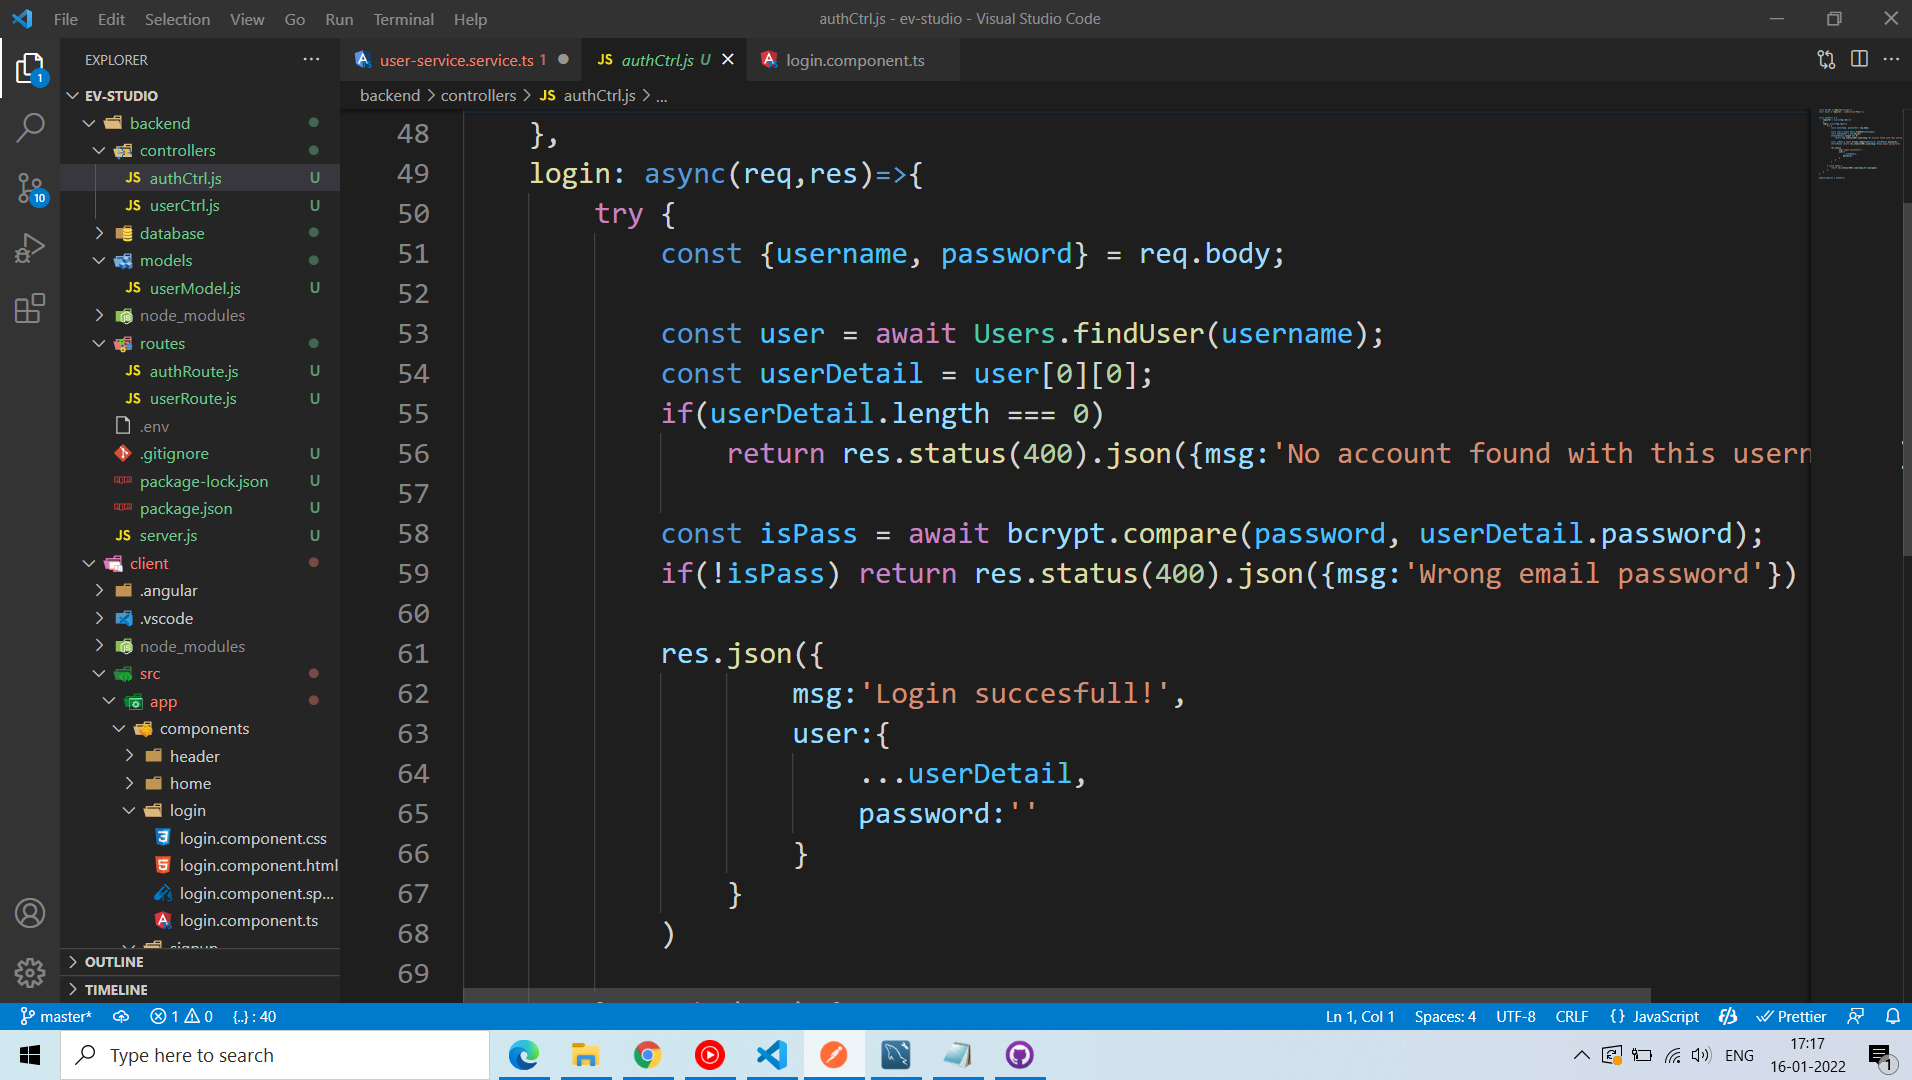 File Edit Selection View Go Run Terminal Help
authCtrl.js - ev-studio - Visual Studio Code
EXPLORER
EV-STUDIO
backend
controllers
JS authCtrl.js U
JS userCtrl.js U
database
models
JS userModel.js U
node_modules
routes
JS authRoute.js U
JS userRoute.js U
.env
.gitignore U
package-lock.json U
package.json U
JS server.js U
client
.angular
.vscode
node_modules
src
app
components
header
home
login
login.component.css
login.component.html
login.component.sp...
login.component.ts
signup
OUTLINE
TIMELINE
1
10
user-service.service.ts 1
JS authCtrl.js U
login.component.ts
backend > controllers > JS authCtrl.js > ...
48 },
49 login: async(req,res)=>{
50 try {
51 const {username, password} = req.body;
52
53 const user = await Users.findUser(username);
54 const userDetail = user[0][0];
55 if(userDetail.length === 0)
56 return res.status(400).json({msg:'No account found with this usern
57
58 const isPass = await bcrypt.compare(password, userDetail.password);
59 if(!isPass) return res.status(400).json({msg:'Wrong email password'})
60
61 res.json({
62 msg:'Login succesfull!',
63 user:{
64 ...userDetail,
65 password:''
66 }
67 }
68 )
69
master* 1 0 {..} : 40
Ln 1, Col 1 Spaces: 4 UTF-8 CRLF {} JavaScript Prettier
Type here to search
ENG
17:17
16-01-2022
1